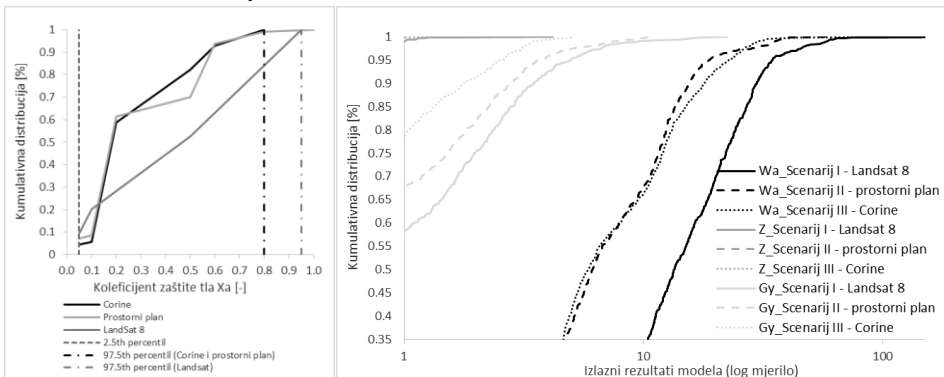 Kumulativna distribucija [%]
1
0.9
0.8
0.7
0.6
0.5
0.4
0.3
0.2
0.1
0
0.0 0.1 0.2 0.3 0.4 0.5 0.6 0.7 0.8 0.9 1.0
Koleficijent zaštite tla Xa [-]
Corine
Prostorni plan
LandSat 8
2.5th percentil
97.5th percentil (Corine i prostorni plan)
97.5th percentil (Landsat)
Kumulativna distribucija [%]
1
0.95
0.9
0.85
0.8
0.75
0.7
0.65
0.6
0.55
0.5
0.45
0.4
0.35
1 10 100
Izlazni rezultati modela (log mjerilo)
Wa_Scenarij I - Landsat 8
Wa_Scenarij II - prostorni plan
Wa_Scenarij III - Corine
Z_Scenarij I - Landsat 8
Z_Scenarij II - prostorni plan
Z_Scenarij III - Corine
Gy_Scenarij I - Landsat 8
Gy_Scenarij II - prostorni plan
Gy_Scenarij III - Corine